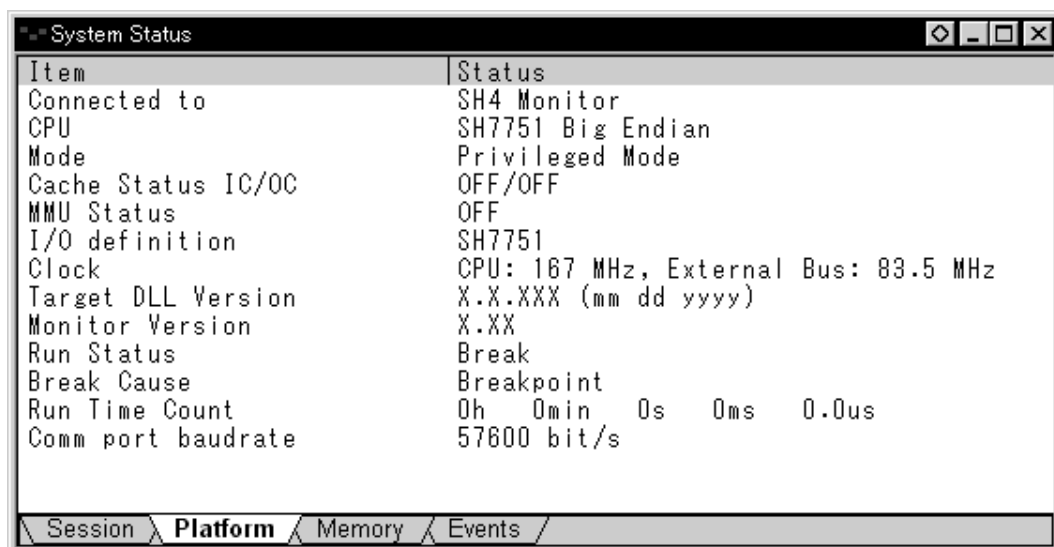 System Status
Item Status
Connected to SH4 Monitor
CPU SH7751 Big Endian
Mode Privileged Mode
Cache Status IC/OC OFF/OFF
MMU Status OFF
I/O definition SH7751
Clock CPU: 167 MHz, External Bus: 83.5 MHz
Target DLL Version X.X.XXX (mm dd yyyy)
Monitor Version X.XX
Run Status Break
Break Cause Breakpoint
Run Time Count 0h 0min 0s 0ms 0.0us
Comm port baudrate 57600 bit/s
Session Platform Memory Events